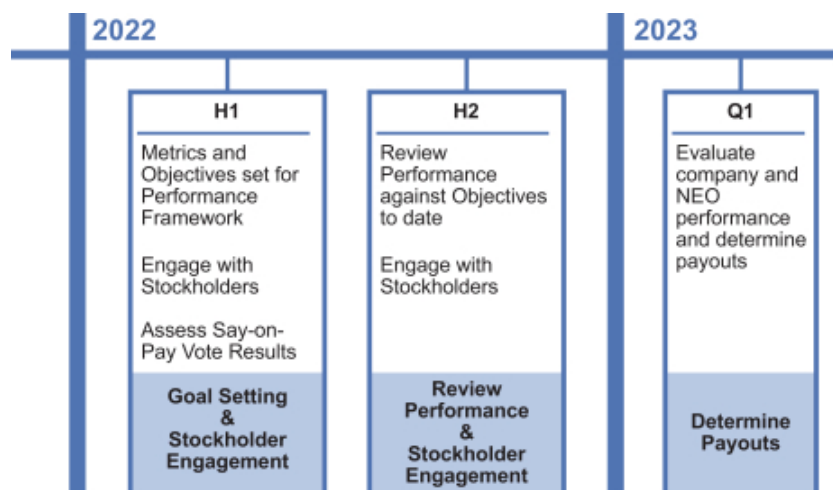 2022
2023
H1
Metrics and
Objectives set for
Performance
Framework
Engage with
Stockholders
Assess Say-on-
Pay Vote Results
Goal Setting
&
Stockholder
Engagement
H2
Review
Performance
against Objectives
to date
Engage with
Stockholders
Review
Performance
&
Stockholder
Engagement
Q1
Evaluate
company and
NEO
performance
and determine
payouts
Determine
Payouts